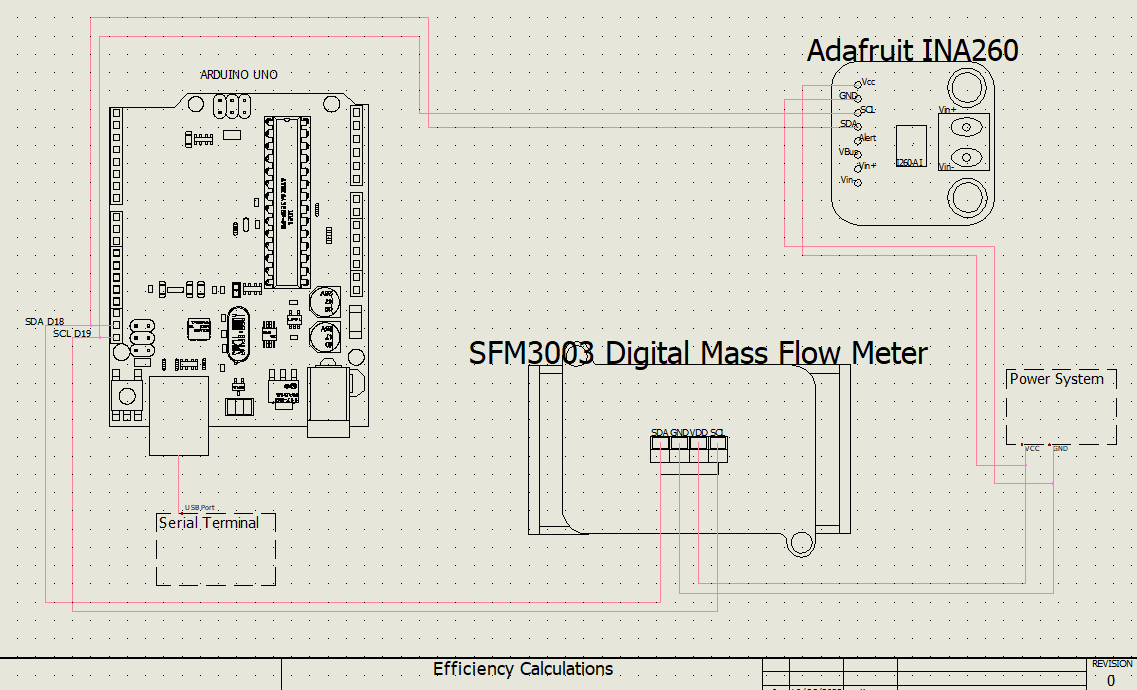 Adafruit INA260
ARDUINO UNO
Vcc
GND
SCL
SDA
Alert
VBus
Vin+
Vin-
Vin+
Vin-
SDA D18
SCL D19
SFM3003 Digital Mass Flow Meter
SDA GND VDD SCL
Power System
VCC GND
USB Port
Serial Terminal
Efficiency Calculations
REVISION
0